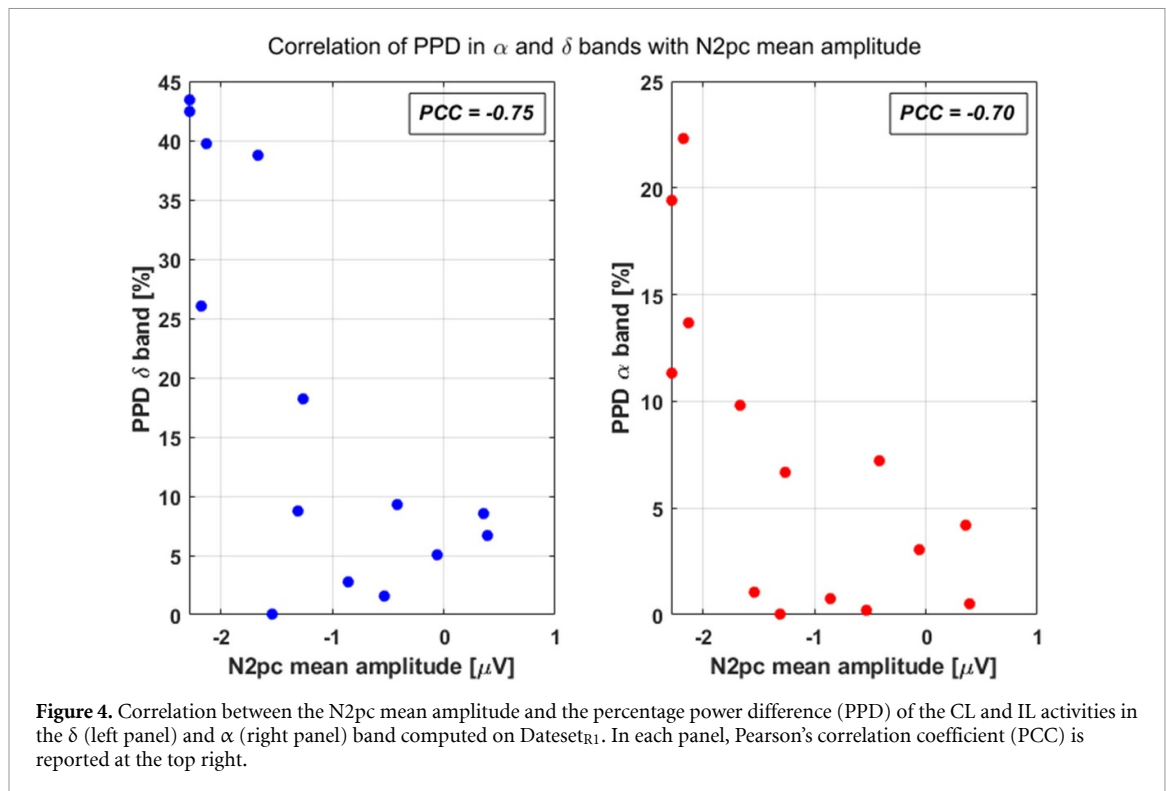 Correlation of PPD in α and δ bands with N2pc mean amplitude
PCC = -0.75
45
40
35
30
25
20
15
10
5
0
PPD δ band [%]
-2 -1 0 1
N2pc mean amplitude [μV]
PCC = -0.70
25
20
15
10
5
0
PPD α band [%]
-2 -1 0 1
N2pc mean amplitude [μV]
Figure 4. Correlation between the N2pc mean amplitude and the percentage power difference (PPD) of the CL and IL activities in
the δ (left panel) and α (right panel) band computed on Dateset_R1. In each panel, Pearson's correlation coefficient (PCC) is
reported at the top right.